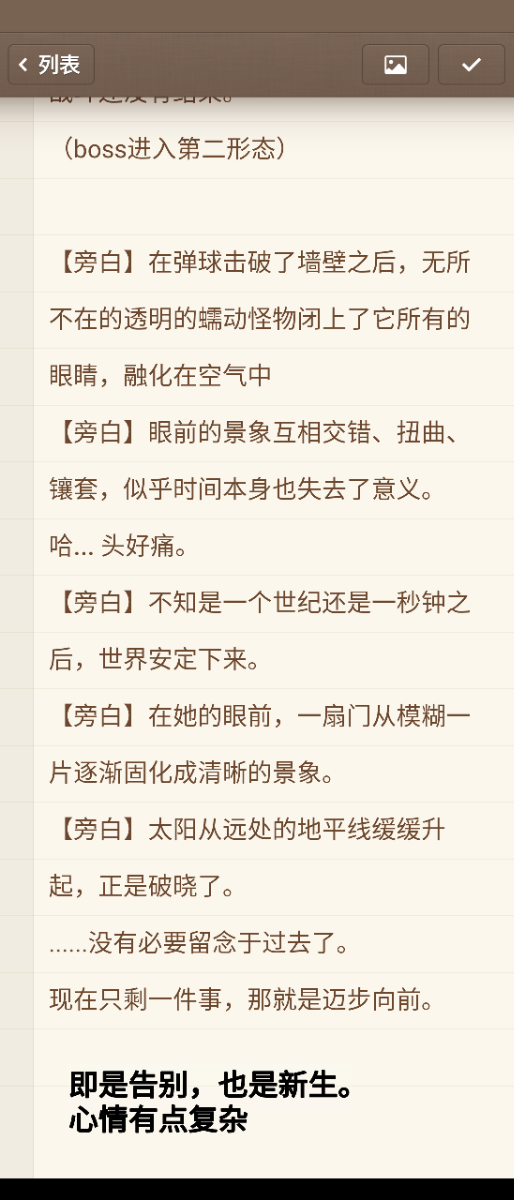 列表
（boss进入第二形态）
【旁白】在弹球击破了墙壁之后，无所
不在的透明的蠕动怪物闭上了它所有的
眼睛，融化在空气中
【旁白】眼前的景象互相交错、扭曲、
镶套，似乎时间本身也失去了意义。
哈... 头好痛。
【旁白】不知是一个世纪还是一秒钟之
后，世界安定下来。
【旁白】在她的眼前，一扇门从模糊一
片逐渐固化成清晰的景象。
【旁白】太阳从远处的地平线缓缓升
起，正是破晓了。
......没有必要留念于过去了。
现在只剩一件事，那就是迈步向前。
即是告别，也是新生。
心情有点复杂